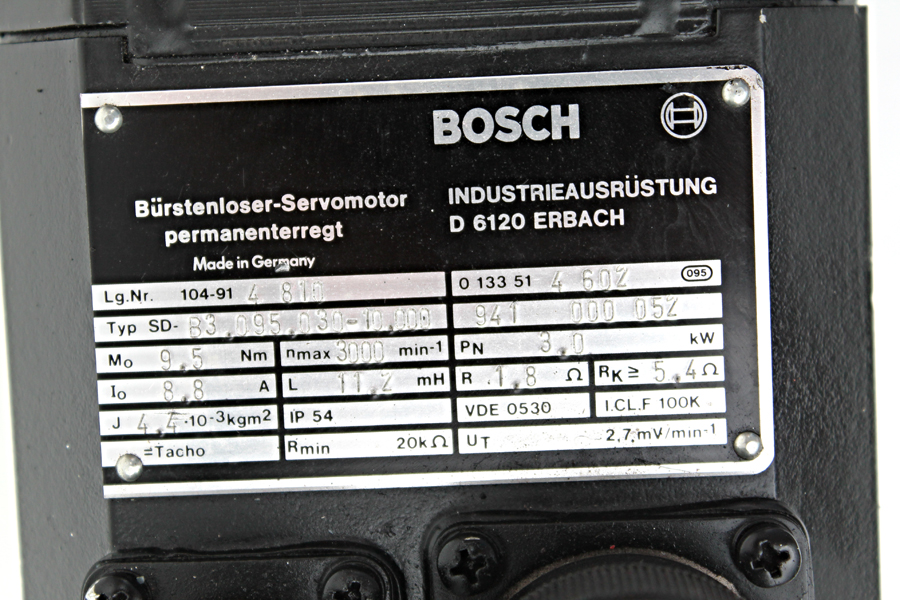 BOSCH
Bürstenloser-Servomotor
permanenterregt
Made in Germany
INDUSTRIEAUSRÜSTUNG
D 6120 ERBACH
Lg.Nr. 104-91 4 810
0 133 51 4 602 095
Typ SD- B3.095.030-10.000
941 000 052
Mo 9,5 Nm
nmax 3000 min-1
PN 3,0 kW
Io 8,8 A
L 11,2 mH
R 1,8 Ω
RK ≥ 5,4 Ω
J ·10-3kgm2
IP 54
VDE 0530
I.CL.F 100K
=Tacho
Rmin 20kΩ
UT 2,7 mV/min-1